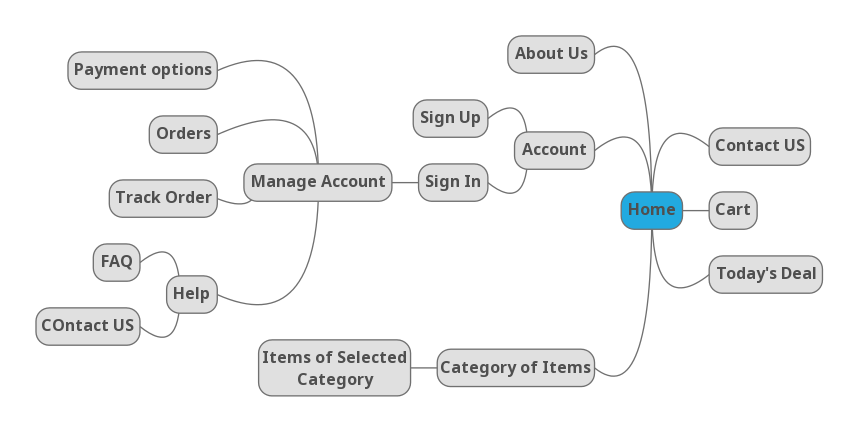 About Us
Payment options
Sign Up
Orders
Contact US
Account
Manage Account
Sign In
Track Order
Home
Cart
FAQ
Today's Deal
Help
COntact US
Items of Selected
Category
Category of Items